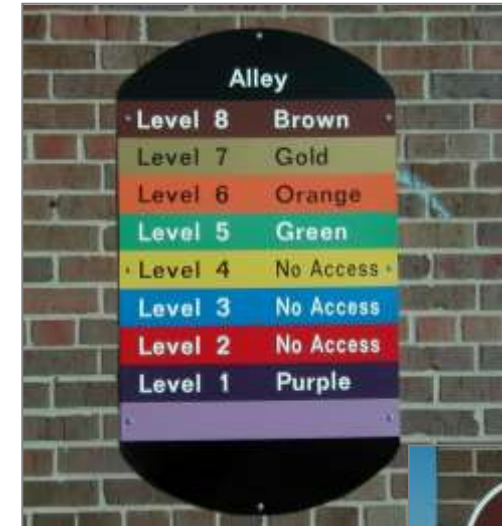 Alley
Level 8 Brown
Level 7 Gold
Level 6 Orange
Level 5 Green
Level 4 No Access
Level 3 No Access
Level 2 No Access
Level 1 Purple